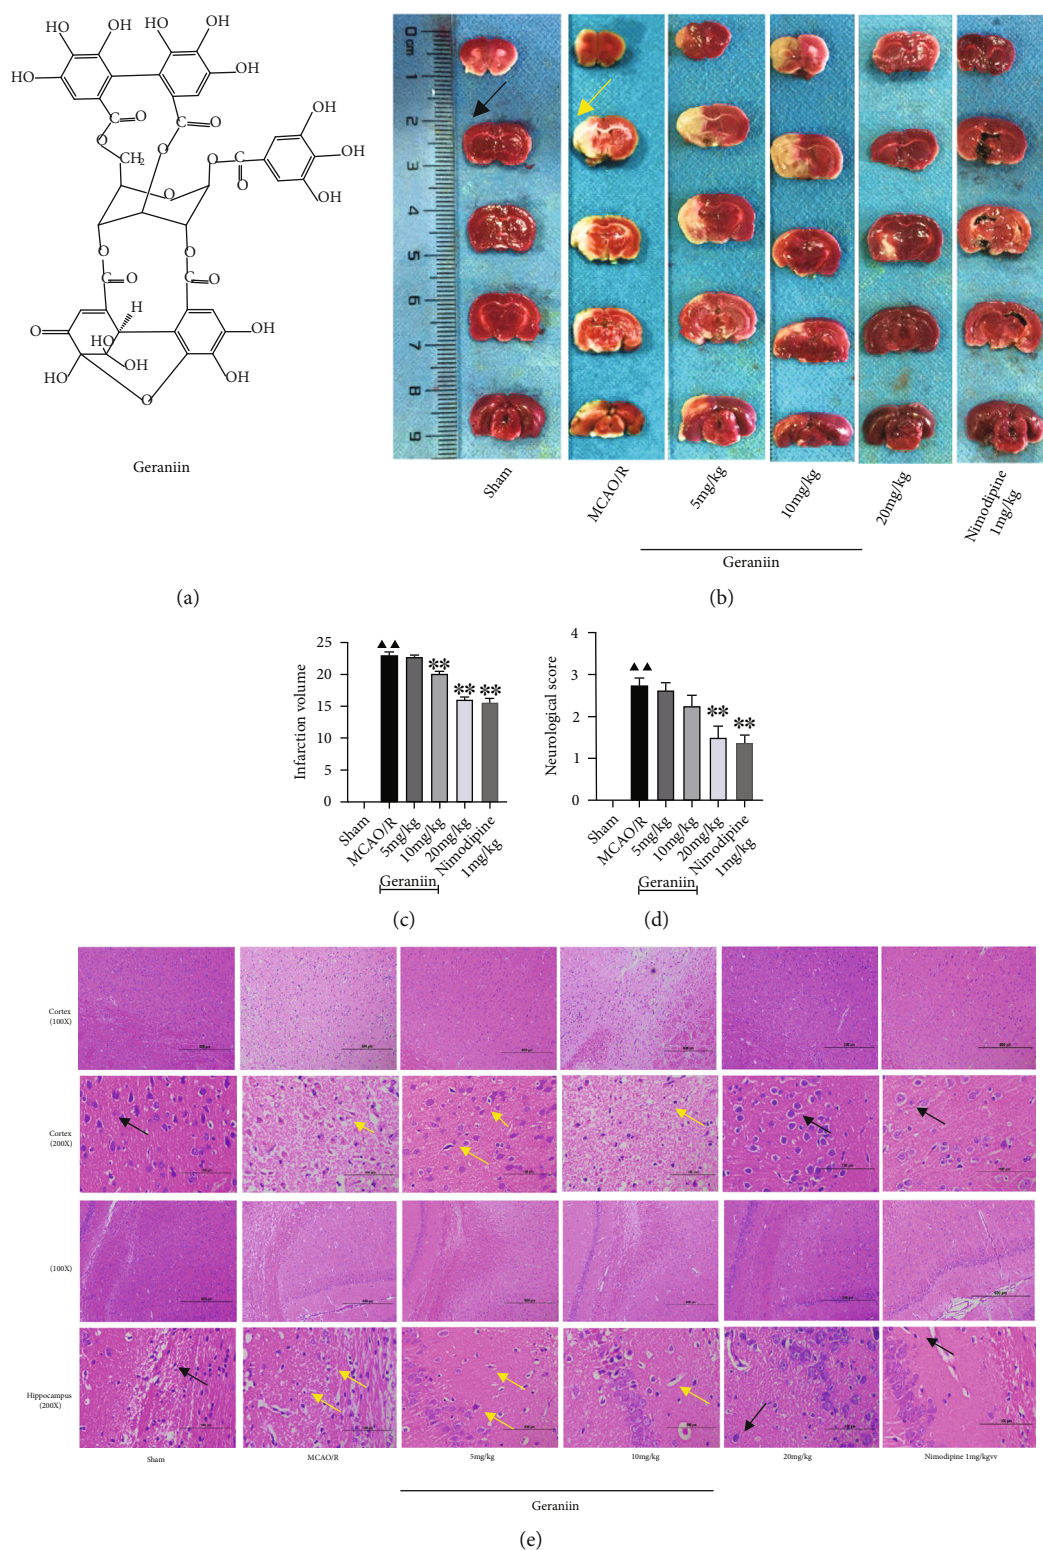 HO
OH
OH
HO
OH
OH
HO
OH
C
O
C
O
O
CH2
O
O
O
C
O
OH
OH
OH
O
O
C
O
O
C
O
H
O
HO
HO
OH
OH
OH
O
Geraniin
(a)
0 cm
1
2
3
4
5
6
7
8
9
Sham
MCAO/R
5mg/kg
10mg/kg
20mg/kg
Nimodipine
1mg/kg
Geraniin
(b)
Infarction volume
25
20
15
10
5
0
▲▲
**
**
**
Sham
MCAO/R
5mg/kg
10mg/kg
20mg/kg
Nimodipine
1mg/kg
Geraniin
(c)
Neurological score
4
3
2
1
0
▲▲
**
**
Sham
MCAO/R
5mg/kg
10mg/kg
20mg/kg
Nimodipine
1mg/kg
Geraniin
(d)
Cortex
(100X)
Cortex
(200X)
(100X)
Hippocampus
(200X)
Sham
MCAO/R
5mg/kg
10mg/kg
20mg/kg
Nimodipine 1mg/kgvv
Geraniin
(e)